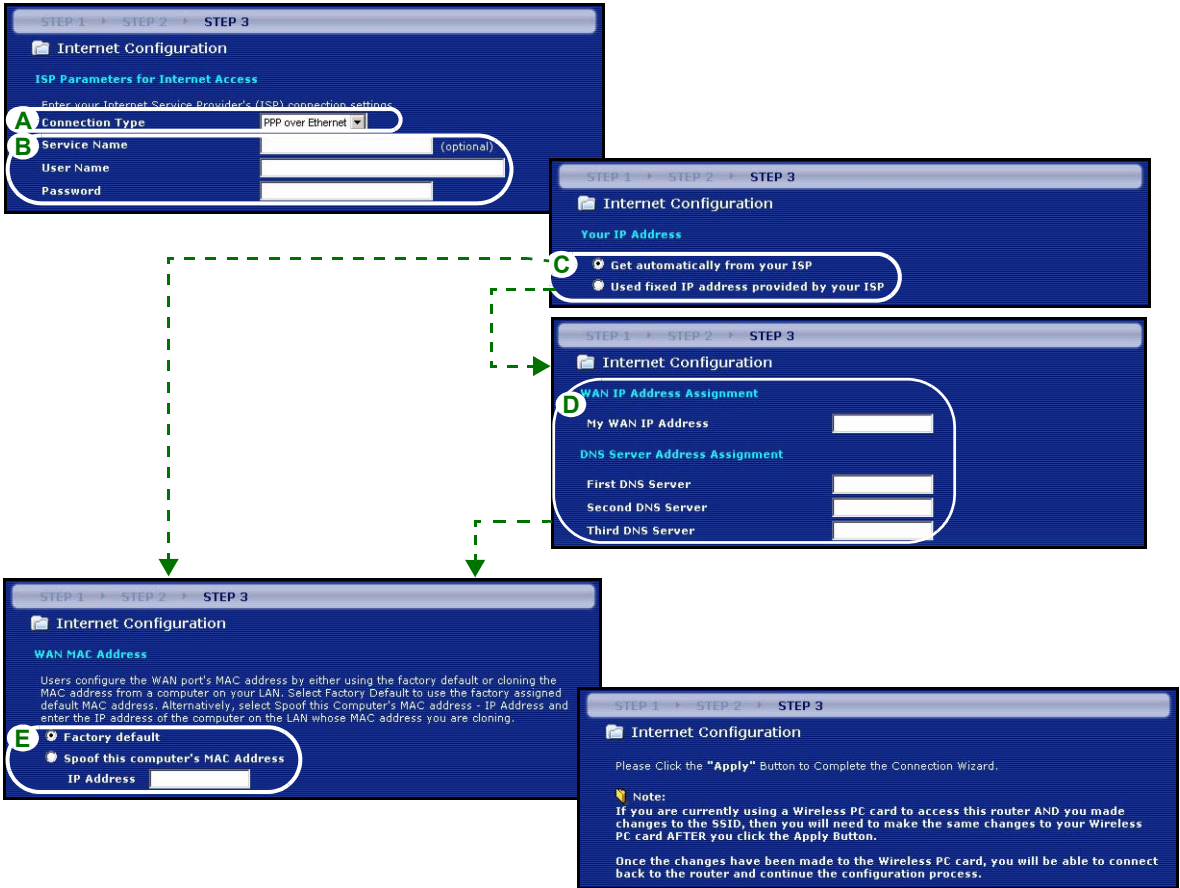 STEP 1 STEP 2 STEP 3
Internet Configuration
ISP Parameters for Internet Access
Enter your Internet Service Provider's (ISP) connection settings
A Connection Type PPP over Ethernet
B Service Name (optional)
User Name
Password
STEP 1 STEP 2 STEP 3
Internet Configuration
Your IP Address
C Get automatically from your ISP
Used fixed IP address provided by your ISP
STEP 1 STEP 2 STEP 3
Internet Configuration
WAN IP Address Assignment
D
My WAN IP Address
DNS Server Address Assignment
First DNS Server
Second DNS Server
Third DNS Server
STEP 1 STEP 2 STEP 3
Internet Configuration
WAN MAC Address
Users configure the WAN port's MAC address by either using the factory default or cloning the
MAC address from a computer on your LAN. Select Factory Default to use the factory assigned
default MAC address. Alternatively, select Spoof this Computer's MAC address - IP Address and
enter the IP address of the computer on the LAN whose MAC address you are cloning.
E Factory default
Spoof this computer's MAC Address
IP Address
STEP 1 STEP 2 STEP 3
Internet Configuration
Please Click the "Apply" Button to Complete the Connection Wizard.
Note:
If you are currently using a Wireless PC card to access this router AND you made
changes to the SSID, then you will need to make the same changes to your Wireless
PC card AFTER you click the Apply Button.
Once the changes have been made to the Wireless PC card, you will be able to connect
back to the router and continue the configuration process.